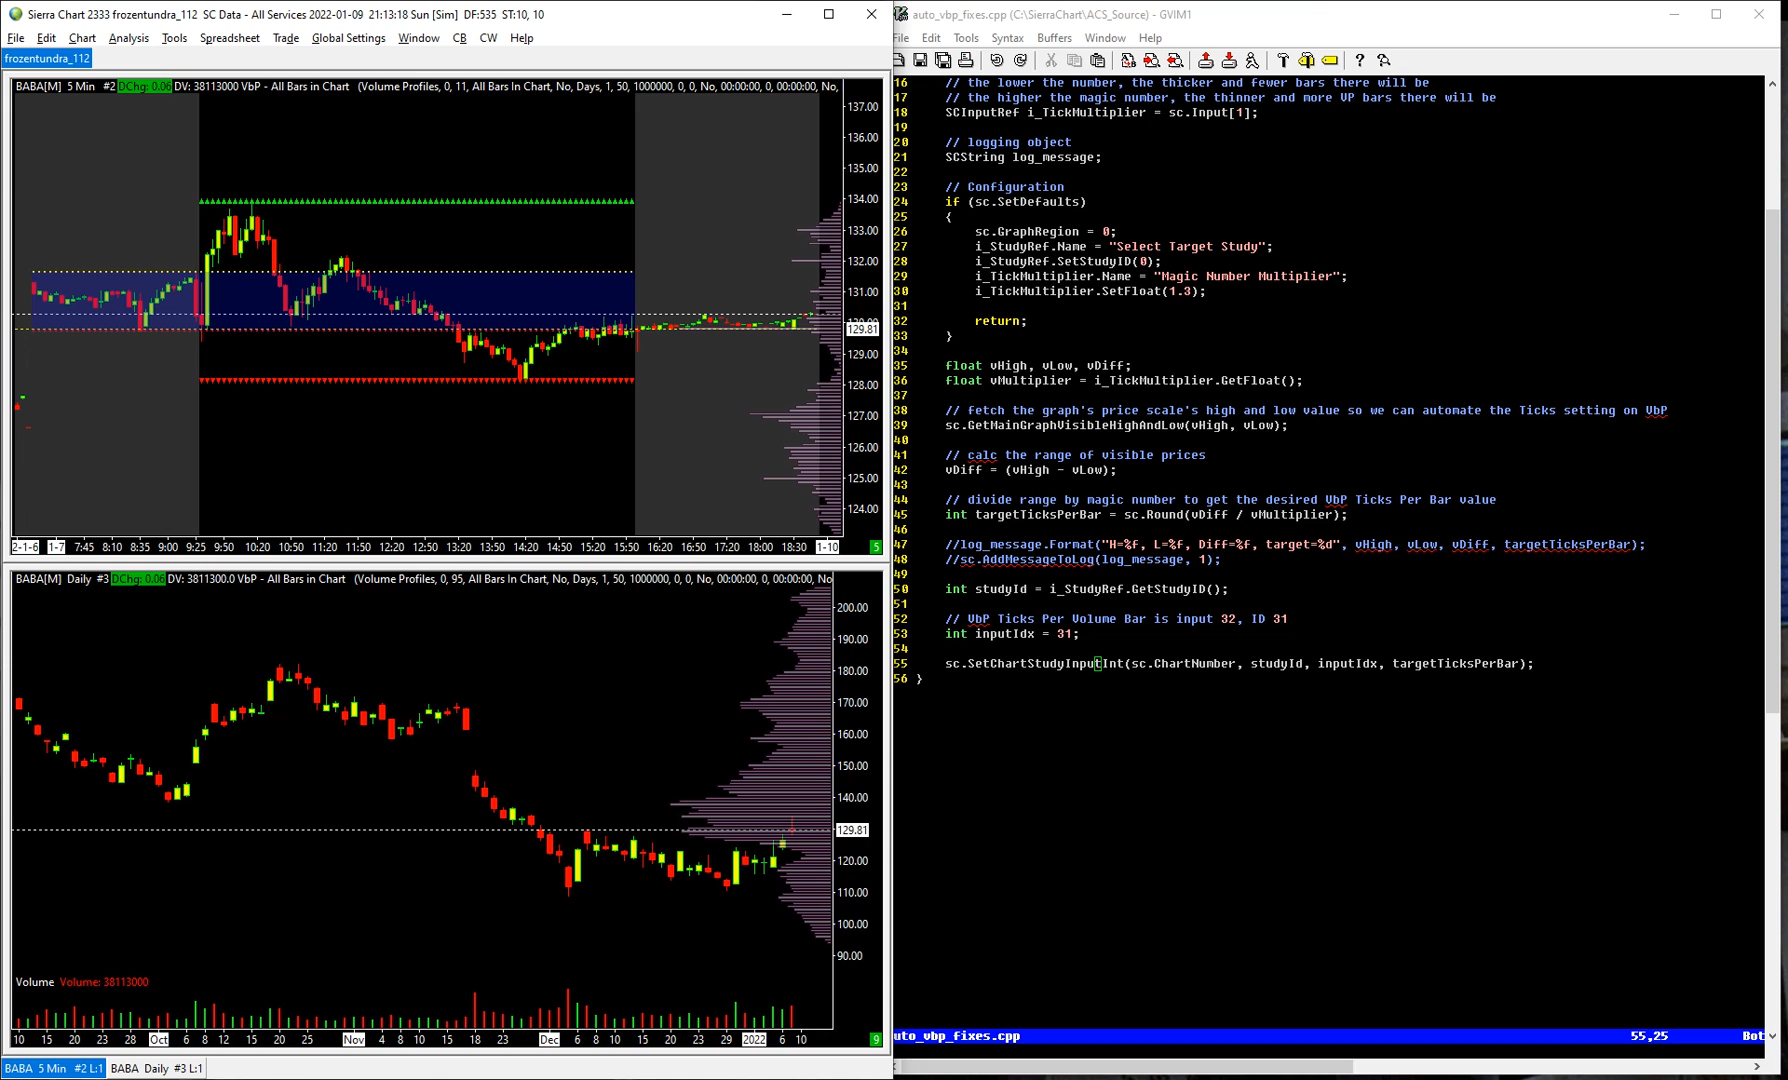 Sierra Chart 2333 frozentundra_112  SC Data - All Services 2022-01-09  21:13:18 Sun [Sim]  DF:535  ST:10, 10
File Edit Chart Analysis Tools Spreadsheet Trade Global Settings Window CB CW Help
frozentundra_112
BABA[M]  5 Min  #2 DChg: 0.06 DV: 38113000 VbP - All Bars in Chart  (Volume Profiles, 0, 11, All Bars In Chart, No, Days, 1, 50, 1000000, 0, 0, No, 00:00:00, 0, 00:00:00, No,
137.00
136.00
135.00
134.00
133.00
132.00
131.00
129.81
129.00
128.00
127.00
126.00
125.00
124.00
2-1-6 1-7 7:45 8:10 8:35 9:00 9:25 9:50 10:20 10:50 11:20 11:50 12:20 12:50 13:20 13:50 14:20 14:50 15:20 15:50 16:20 16:50 17:20 18:00 18:30 1-10 5
BABA[M]  Daily  #3 DChg: 0.06 DV: 3811300.0 VbP - All Bars in Chart  (Volume Profiles, 0, 95, All Bars In Chart, No, Days, 1, 50, 1000000, 0, 0, No, 00:00:00, 0, 00:00:00, No
200.00
190.00
180.00
170.00
160.00
150.00
140.00
129.81
120.00
110.00
100.00
90.00
Volume  Volume: 38113000
10 15 20 23 28 Oct 6 12 15 20 25 Nov 4 8 10 15 18 23 Dec 6 8 10 15 20 23 29 2022 6 10 9
BABA  5 Min  #2 L:1 BABA  Daily  #3 L:1
auto_vbp_fixes.cpp (C:\SierraChart\ACS_Source) - GVIM1
File Edit Tools Syntax Buffers Window Help
16 // the lower the number, the thicker and fewer bars there will be
17 // the higher the magic number, the thinner and more VP bars there will be
18 SCInputRef i_TickMultiplier = sc.Input[1];
19
20 // logging object
21 SCString log_message;
22
23 // Configuration
24 if (sc.SetDefaults)
25 {
26 sc.GraphRegion = 0;
27 i_StudyRef.Name = "Select Target Study";
28 i_StudyRef.SetStudyID(0);
29 i_TickMultiplier.Name = "Magic Number Multiplier";
30 i_TickMultiplier.SetFloat(1.3);
31
32 return;
33 }
34
35 float vHigh, vLow, vDiff;
36 float vMultiplier = i_TickMultiplier.GetFloat();
37
38 // fetch the graph's price scale's high and low value so we can automate the Ticks setting on VbP
39 sc.GetMainGraphVisibleHighAndLow(vHigh, vLow);
40
41 // calc the range of visible prices
42 vDiff = (vHigh - vLow);
43
44 // divide range by magic number to get the desired VbP Ticks Per Bar value
45 int targetTicksPerBar = sc.Round(vDiff / vMultiplier);
46
47 //log_message.Format("H=%f, L=%f, Diff=%f, target=%d", vHigh, vLow, vDiff, targetTicksPerBar);
48 //sc.AddMessageToLog(log_message, 1);
49
50 int studyId = i_StudyRef.GetStudyID();
51
52 // VbP Ticks Per Volume Bar is input 32, ID 31
53 int inputIdx = 31;
54
55 sc.SetChartStudyInputInt(sc.ChartNumber, studyId, inputIdx, targetTicksPerBar);
56 }
auto_vbp_fixes.cpp 55,25 Bot